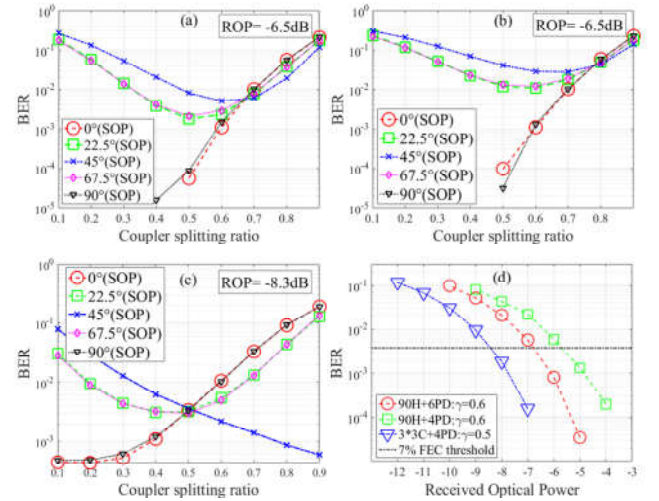 (a)
ROP= -6.5dB
BER
10^0
10^-1
10^-2
10^-3
10^-4
10^-5
0°(SOP)
22.5°(SOP)
45°(SOP)
67.5°(SOP)
90°(SOP)
0.1 0.2 0.3 0.4 0.5 0.6 0.7 0.8 0.9
Coupler splitting ratio
(b)
ROP= -6.5dB
BER
10^0
10^-1
10^-2
10^-3
10^-4
10^-5
0°(SOP)
22.5°(SOP)
45°(SOP)
67.5°(SOP)
90°(SOP)
0.1 0.2 0.3 0.4 0.5 0.6 0.7 0.8 0.9
Coupler splitting ratio
(c)
ROP= -8.3dB
BER
10^0
10^-1
10^-2
10^-3
0°(SOP)
22.5°(SOP)
45°(SOP)
67.5°(SOP)
90°(SOP)
0.1 0.2 0.3 0.4 0.5 0.6 0.7 0.8 0.9
Coupler splitting ratio
(d)
BER
10^0
10^-2
10^-4
90H+6PD:γ=0.6
90H+4PD:γ=0.6
3*3C+4PD:γ=0.5
7% FEC threshold
-12 -11 -10 -9 -8 -7 -6 -5 -4 -3
Received Optical Power